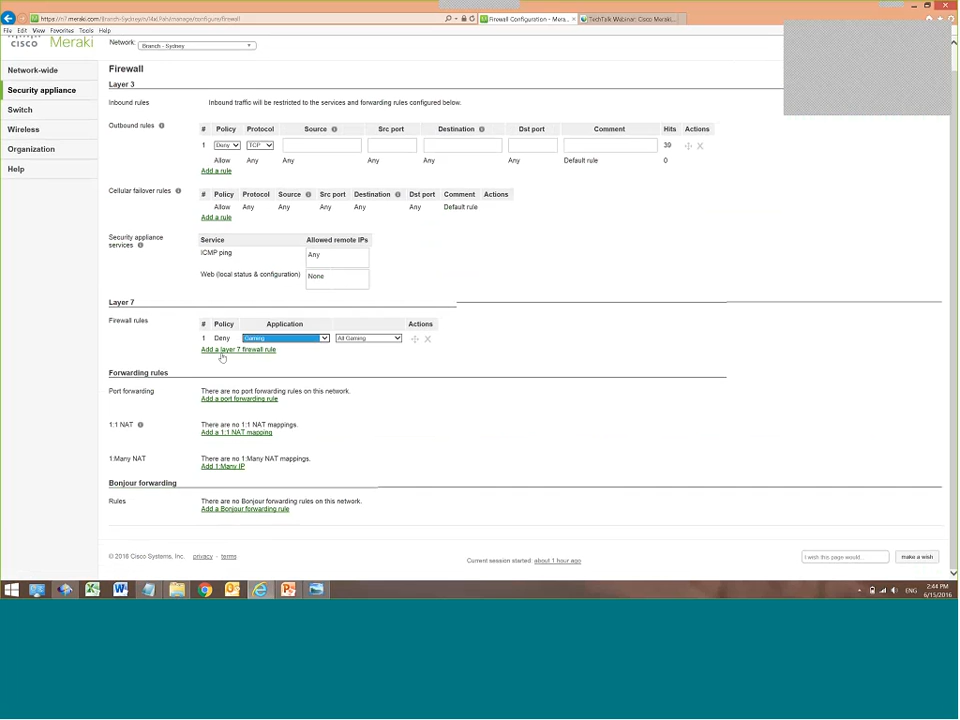 Firewall Configuration - Mera...
TechTalk Webinar: Cisco Meraki...
File Edit View Favorites Tools Help
CISCO Meraki
Network: Branch - Sydney
Network-wide
Security appliance
Switch
Wireless
Organization
Help
Firewall
Layer 3
Inbound rules Inbound traffic will be restricted to the services and forwarding rules configured below.
Outbound rules
# Policy Protocol Source Src port Destination Dst port Comment Hits Actions
1 Deny TCP 39
Allow Any Any Any Any Any Default rule 0
Add a rule
Cellular failover rules
# Policy Protocol Source Src port Destination Dst port Comment Actions
Allow Any Any Any Any Any Default rule
Add a rule
Security appliance services
Service Allowed remote IPs
ICMP ping Any
Web (local status & configuration) None
Layer 7
Firewall rules
# Policy Application Actions
1 Deny Gaming All Gaming
Add a layer 7 firewall rule
Forwarding rules
Port forwarding There are no port forwarding rules on this network.
Add a port forwarding rule
1:1 NAT There are no 1:1 NAT mappings.
Add a 1:1 NAT mapping
1:Many NAT There are no 1:Many NAT mappings.
Add 1:Many IP
Bonjour forwarding
Rules There are no Bonjour forwarding rules on this network.
Add a Bonjour forwarding rule
© 2016 Cisco Systems, Inc. privacy - terms
Current session started: about 1 hour ago
I wish this page would...
make a wish
ENG
2:44 PM
6/15/2016